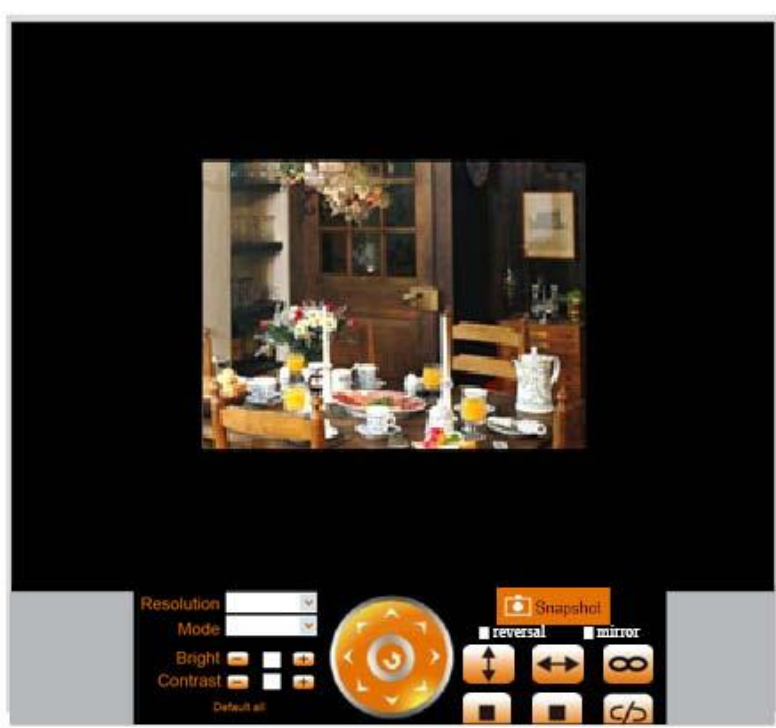 Resolution
Mode
Bright
Contrast
Default all
Snapshot
reversal
mirror